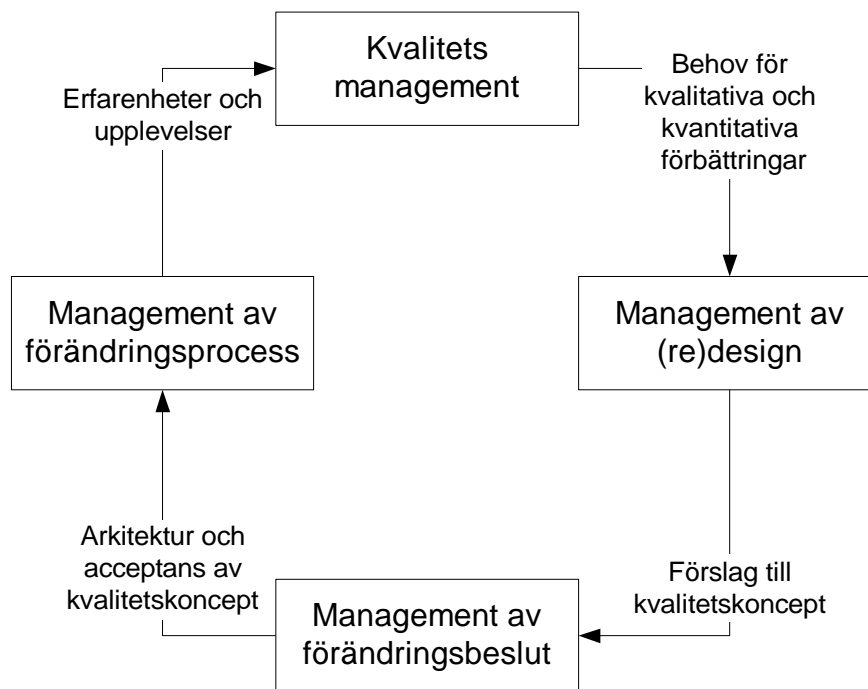 Kvalitets
management
Behov för
kvalitativa och
kvantitativa
förbättringar
Erfarenheter och
upplevelser
Management av
förändringsprocess
Management av
(re)design
Arkitektur och
acceptans av
kvalitetskoncept
Förslag till
kvalitetskoncept
Management av
förändringsbeslut